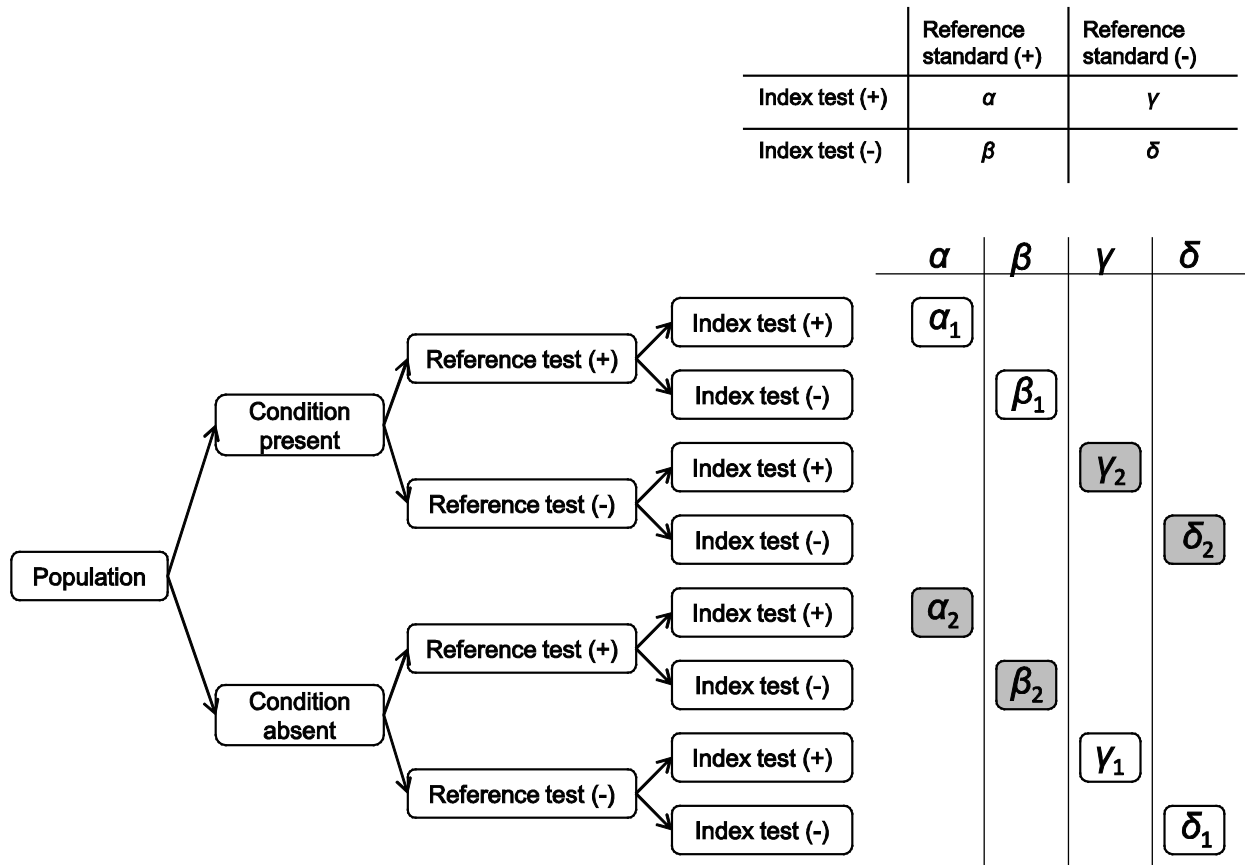 Reference standard (+)
Reference standard (-)
Index test (+)
α
γ
Index test (-)
β
δ
α
β
γ
δ
Index test (+)
α1
Reference test (+)
Index test (-)
β1
Condition
present
Index test (+)
γ2
Reference test (-)
Index test (-)
δ2
Population
Index test (+)
α2
Reference test (+)
Index test (-)
β2
Condition
absent
Index test (+)
γ1
Reference test (-)
Index test (-)
δ1